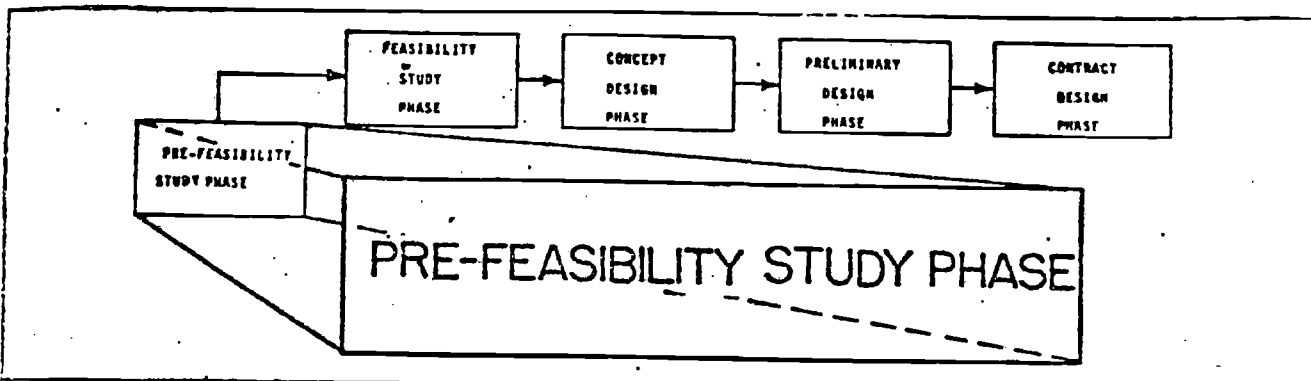 FEASIBILITY
STUDY
PHASE
CONCEPT
DESIGN
PHASE
PRELIMINARY
DESIGN
PHASE
CONTRACT
DESIGN
PHASE
PRE-FEASIBILITY
STUDY PHASE
PRE-FEASIBILITY STUDY PHASE